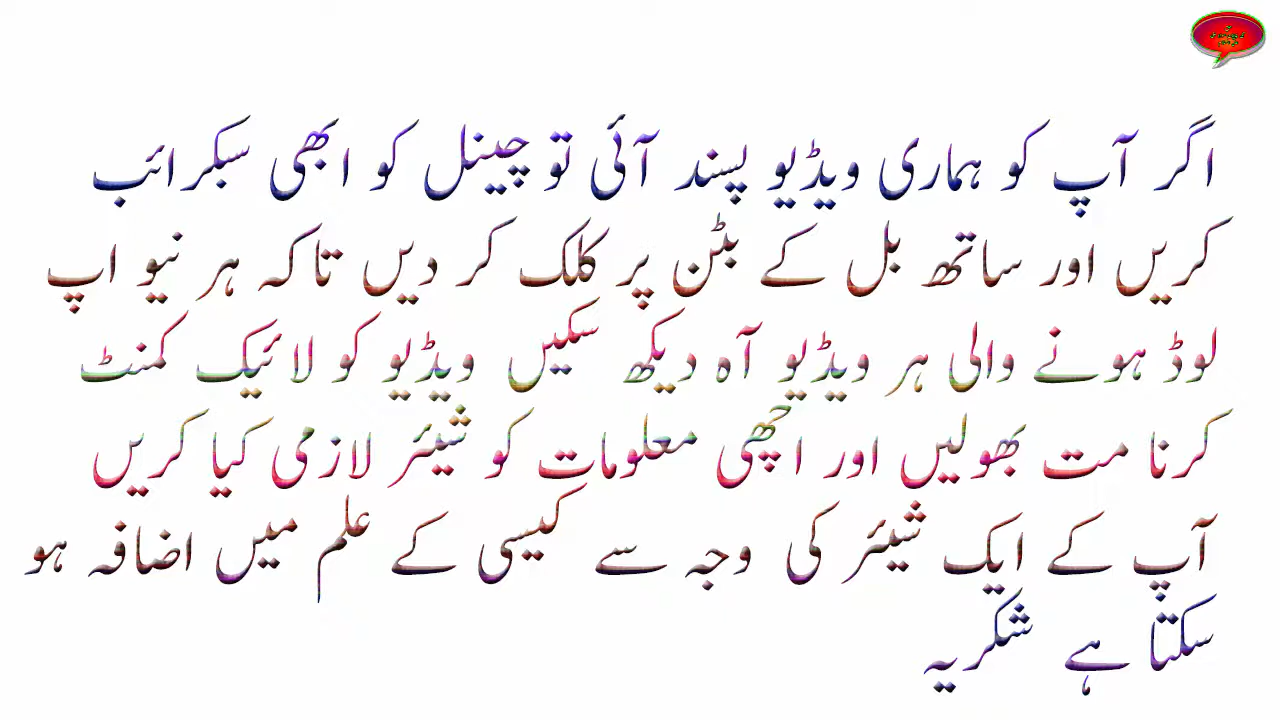 اگر آپ کو ہماری ویڈیو پسند آئی تو چینل کو ابھی سبکرائب
کریں اور ساتھ بل کے بٹن پر کلک کر دیں تاکہ ہر نیو اپ
لوڈ ہونے والی ہر ویڈیو آہ دیکھ سکیں ویڈیو کو لائیک کمنٹ
کرنا مت بھولیں اور اچھی معلومات کو شیئر لازمی کیا کریں
آپ کے ایک شیئر کی وجہ سے کیسی کے علم میں اضافہ ہو
سکتا ہے شکریہ